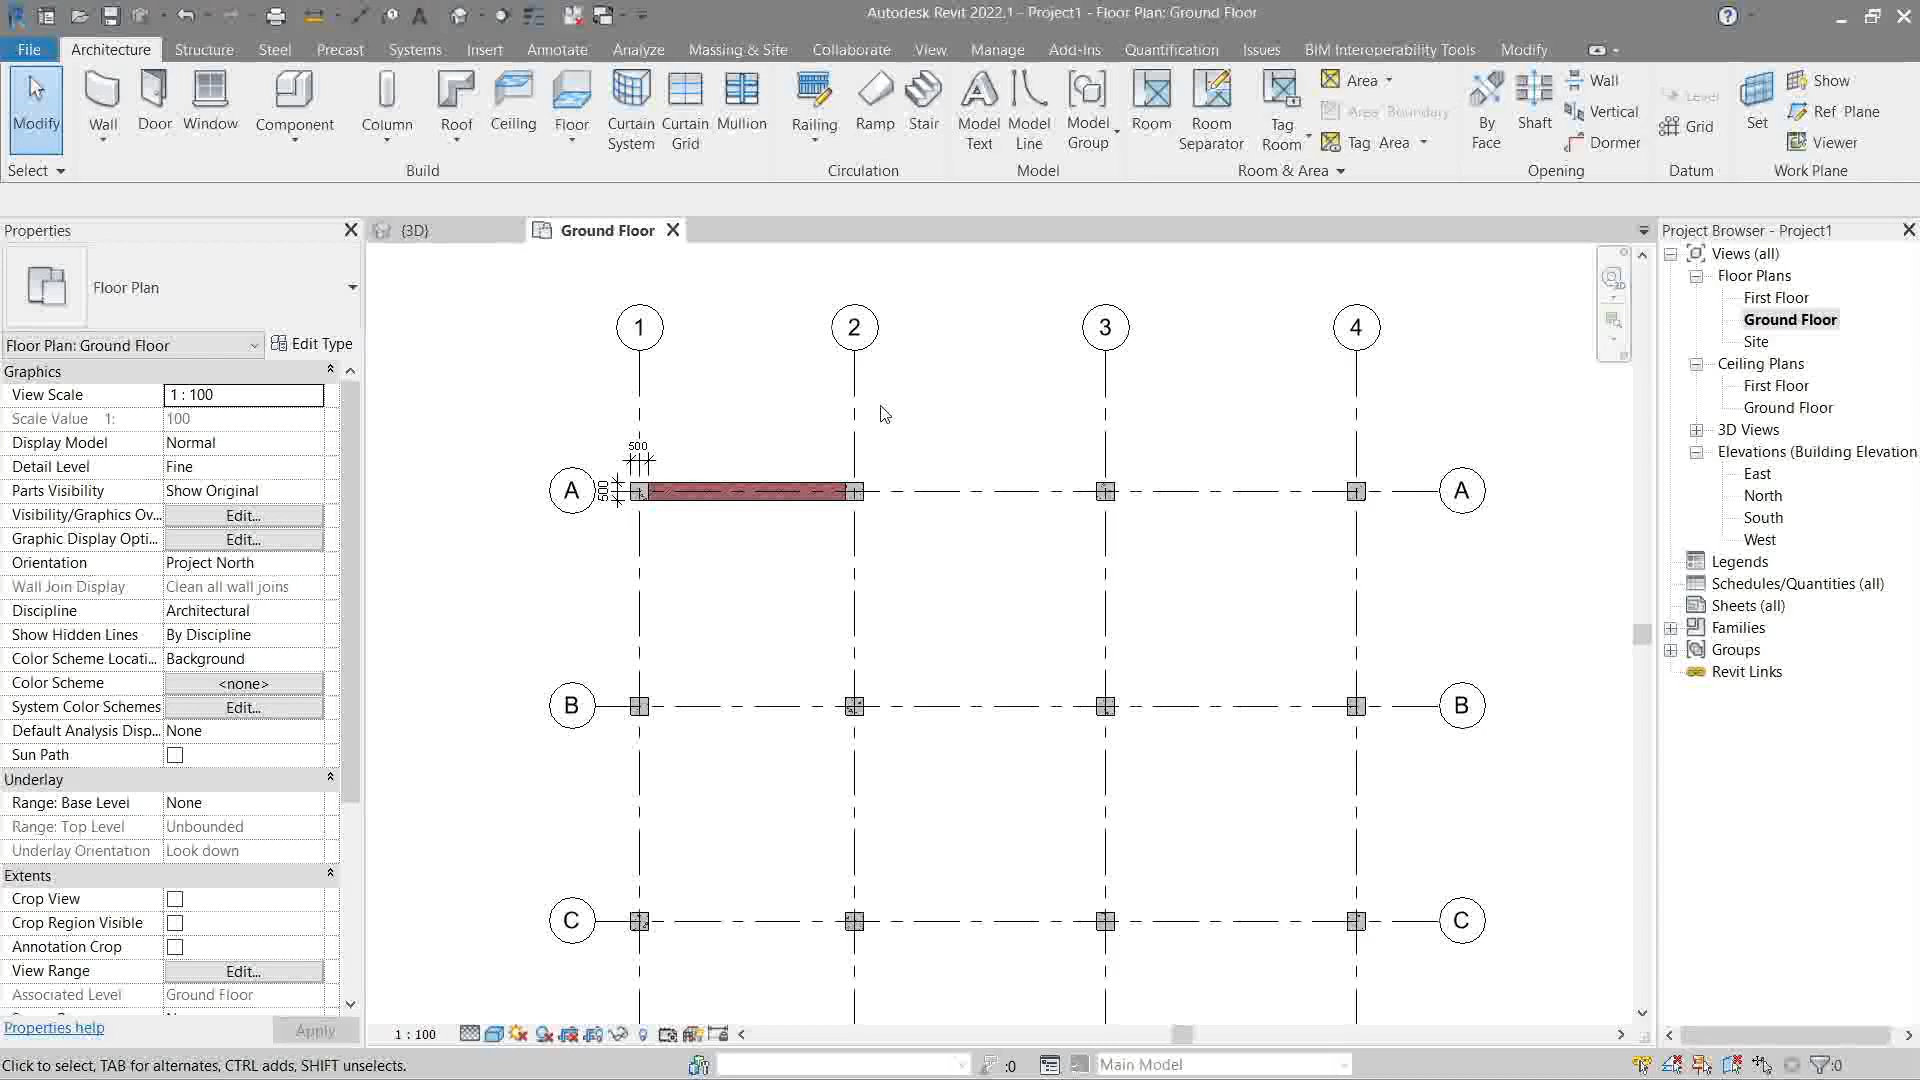 Autodesk Revit 2022.1 - Project1 - Floor Plan: Ground Floor
File Architecture Structure Steel Precast Systems Insert Annotate Analyze Massing & Site Collaborate View Manage Add-Ins Quantification Issues BIM Interoperability Tools Modify
Modify
Wall
Door
Window
Component
Column
Roof
Ceiling
Floor
Curtain System
Curtain Grid
Mullion
Railing
Ramp
Stair
Model Text
Model Line
Model Group
Room
Room Separator
Tag Room
Area
Area Boundary
Tag Area
By Face
Shaft
Wall
Vertical
Dormer
Level
Grid
Set
Show
Ref Plane
Viewer
Select Build Circulation Model Room & Area Opening Datum Work Plane
Properties
Floor Plan
Floor Plan: Ground Floor Edit Type
Graphics
View Scale 1 : 100
Scale Value 1: 100
Display Model Normal
Detail Level Fine
Parts Visibility Show Original
Visibility/Graphics Ov... Edit...
Graphic Display Opti... Edit...
Orientation Project North
Wall Join Display Clean all wall joins
Discipline Architectural
Show Hidden Lines By Discipline
Color Scheme Locati... Background
Color Scheme <none>
System Color Schemes Edit...
Default Analysis Disp... None
Sun Path
Underlay
Range: Base Level None
Range: Top Level Unbounded
Underlay Orientation Look down
Extents
Crop View
Crop Region Visible
Annotation Crop
View Range Edit...
Associated Level Ground Floor
Properties help Apply
{3D} Ground Floor
1 2 3 4
500
A 500 A
B B
C C
1 : 100
Project Browser - Project1
Views (all)
Floor Plans
First Floor
Ground Floor
Site
Ceiling Plans
First Floor
Ground Floor
3D Views
Elevations (Building Elevation
East
North
South
West
Legends
Schedules/Quantities (all)
Sheets (all)
Families
Groups
Revit Links
Click to select, TAB for alternates, CTRL adds, SHIFT unselects.
:0
Main Model
:0